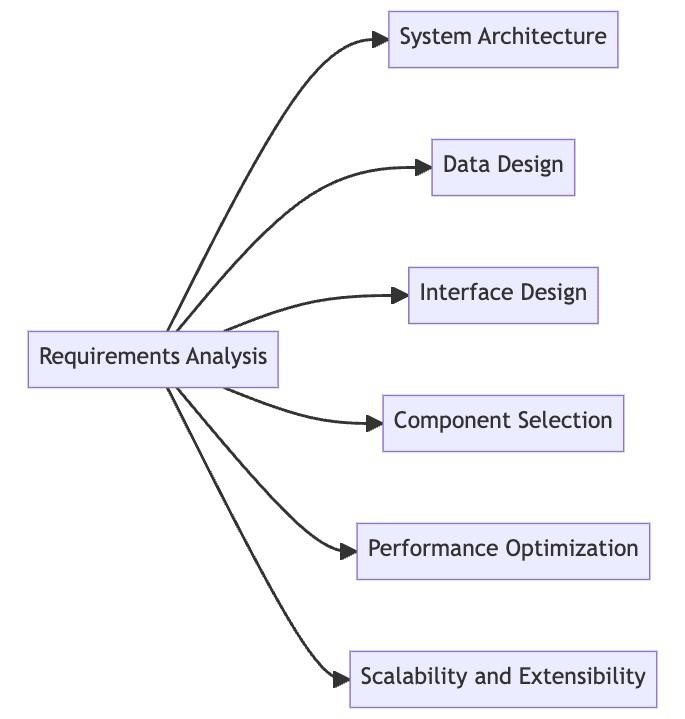 System Architecture
Data Design
Interface Design
Requirements Analysis
Component Selection
Performance Optimization
Scalability and Extensibility